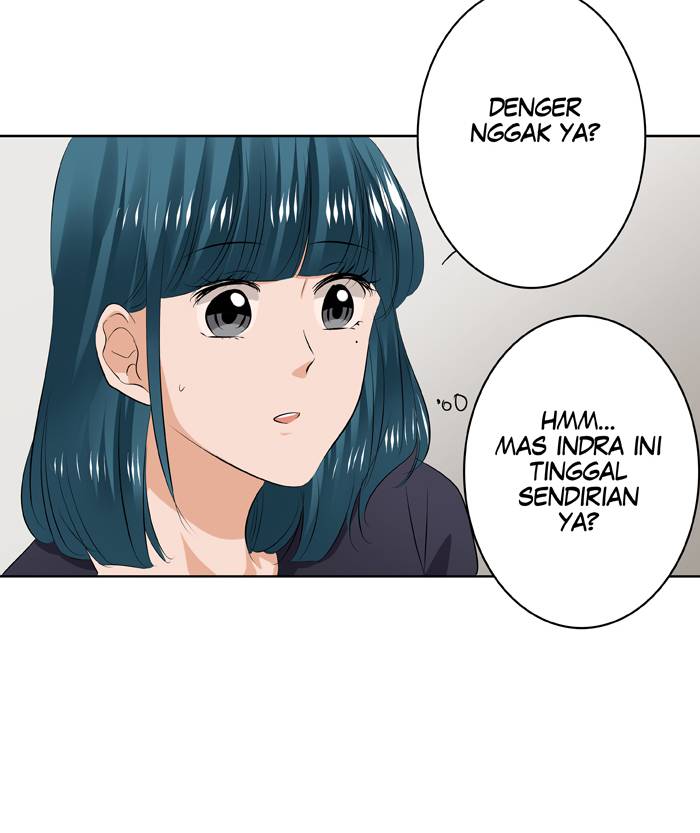 DENGER
NGGAK YA?
HMM...
MAS INDRA INI
TINGGAL
SENDIRIAN
YA?